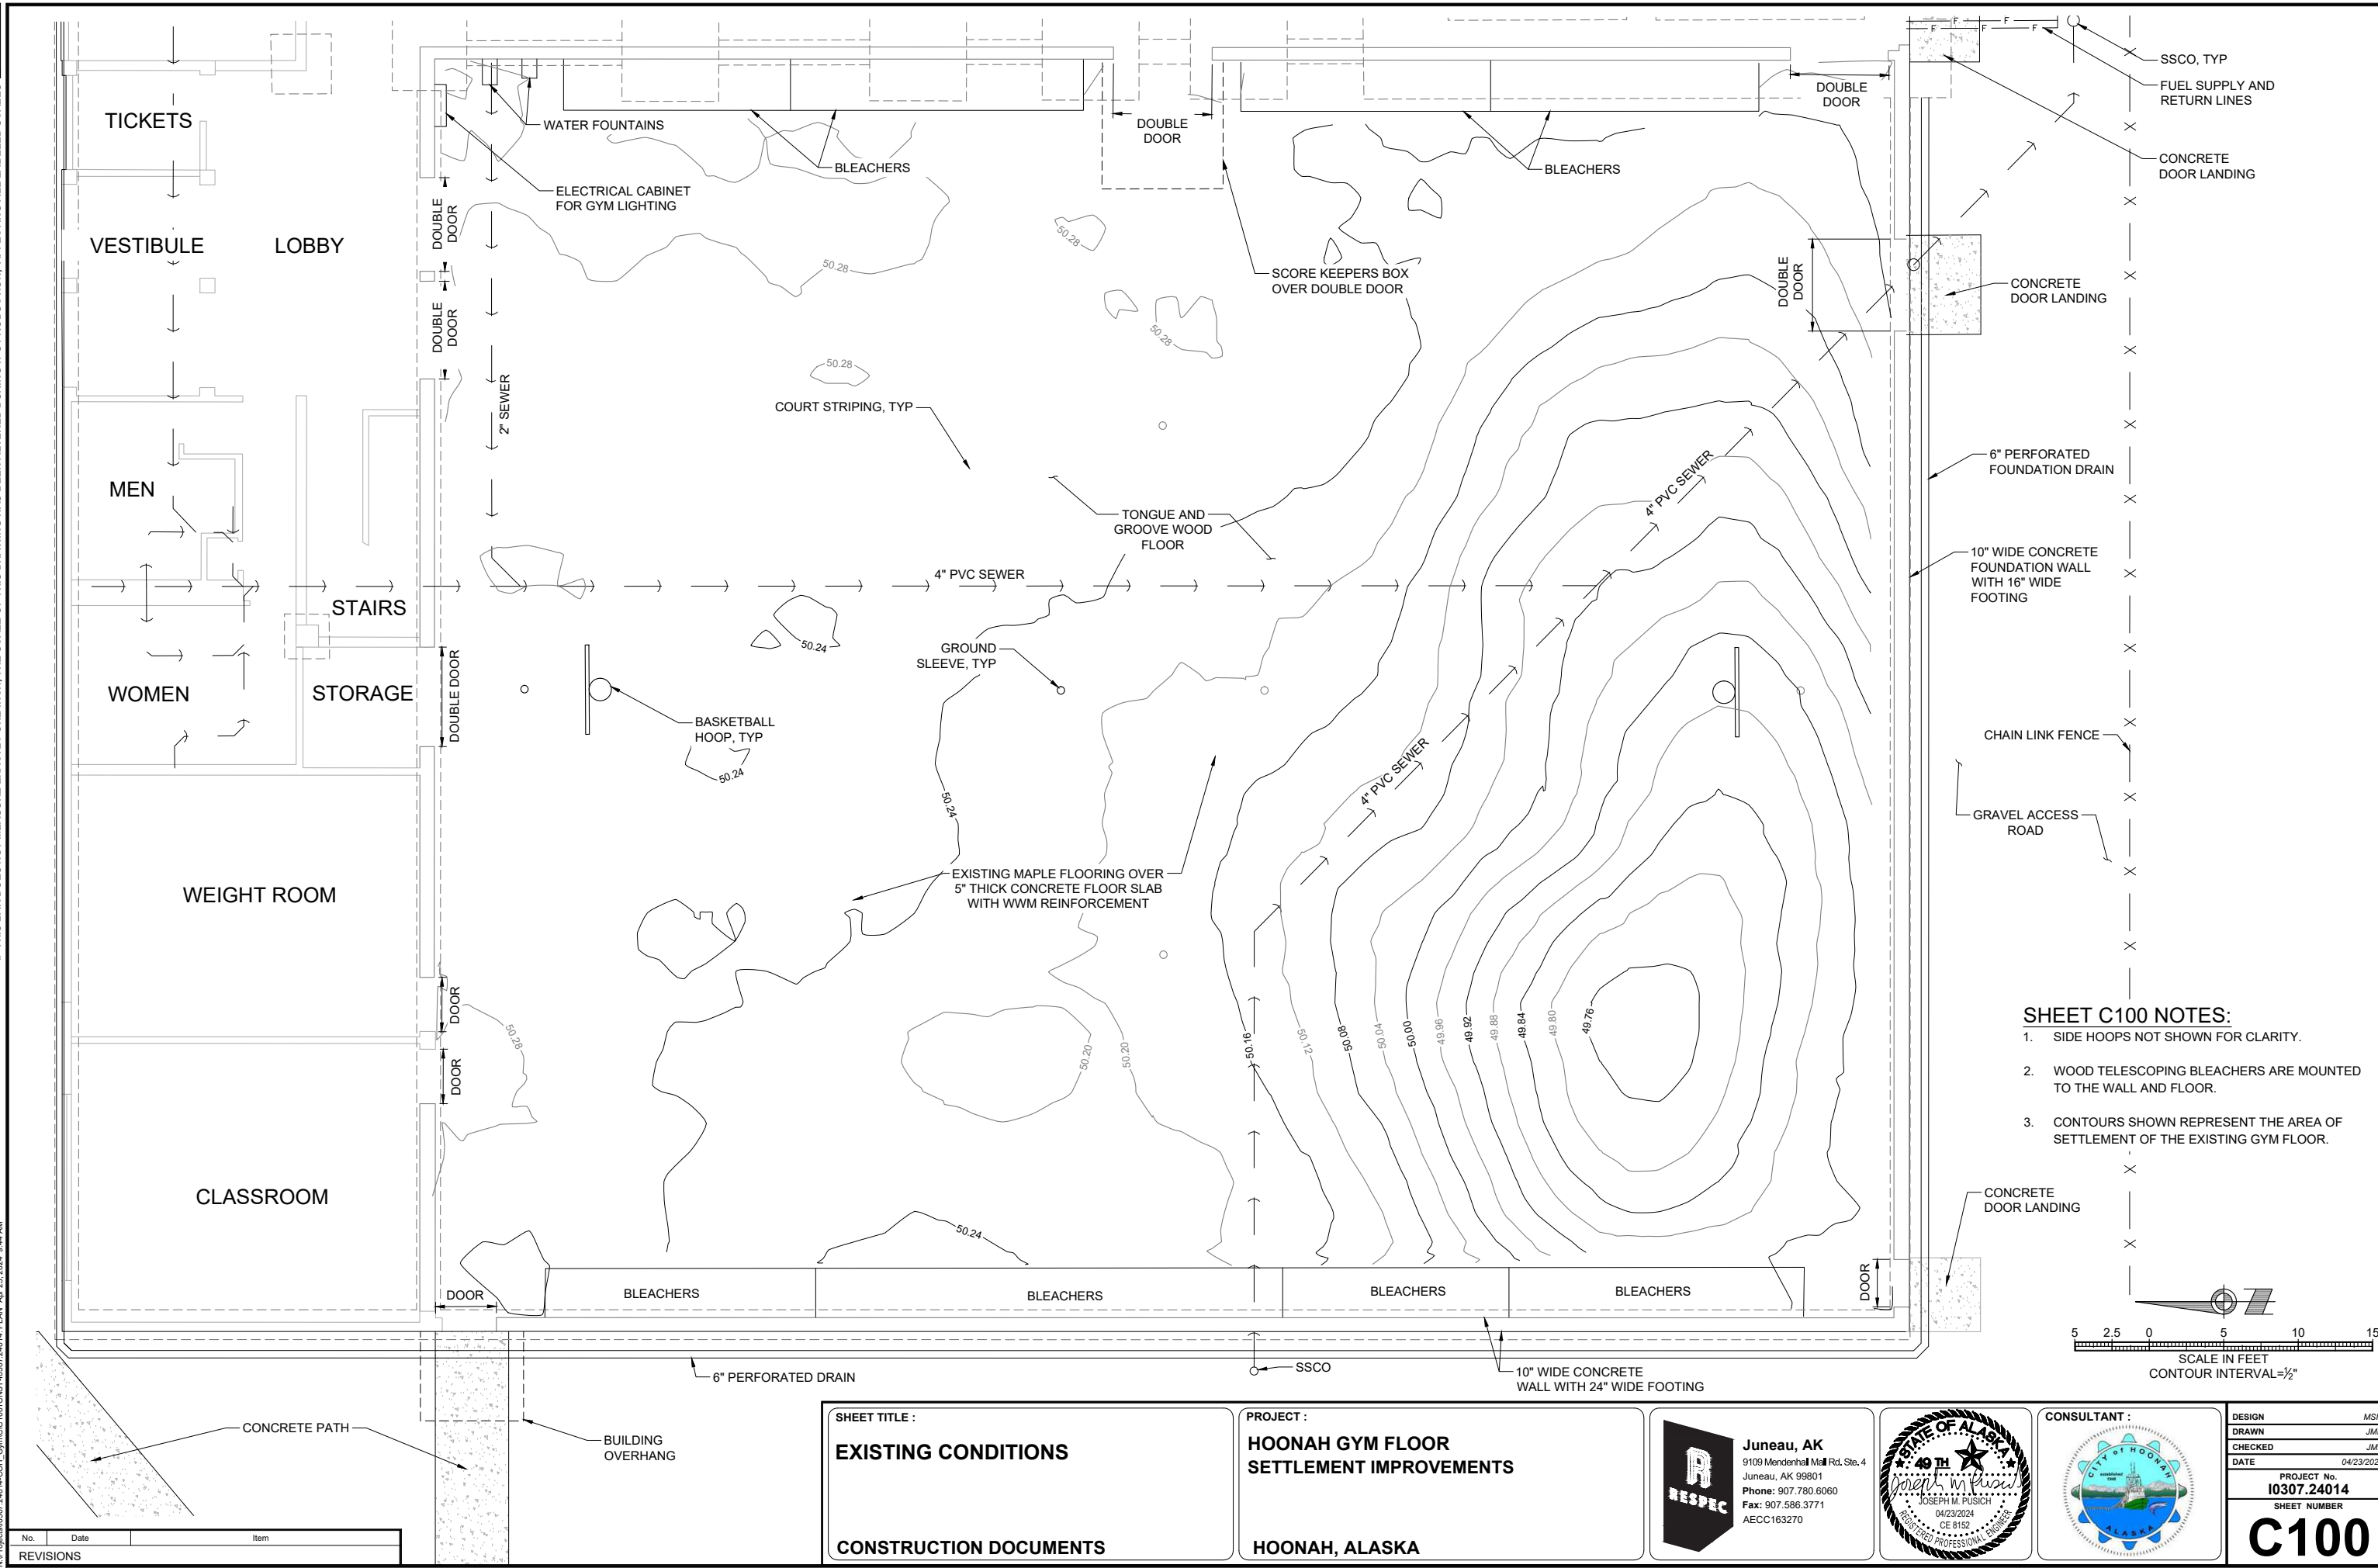 TICKETS
VESTIBULE
LOBBY
MEN
WOMEN
STAIRS
STORAGE
WEIGHT ROOM
CLASSROOM
DOUBLE
DOOR
DOUBLE
DOOR
DOUBLE DOOR
DOOR
DOOR
DOOR
2" SEWER
WATER FOUNTAINS
ELECTRICAL CABINET
FOR GYM LIGHTING
BLEACHERS
DOUBLE
DOOR
BLEACHERS
DOUBLE
DOOR
DOUBLE
DOOR
SCORE KEEPERS BOX
OVER DOUBLE DOOR
F F
F F F
SSCO, TYP
FUEL SUPPLY AND
RETURN LINES
CONCRETE
DOOR LANDING
CONCRETE
DOOR LANDING
50.28
50.28
50.28
50.28
COURT STRIPING, TYP
TONGUE AND
GROOVE WOOD
FLOOR
4" PVC SEWER
4" PVC SEWER
4" PVC SEWER
6" PERFORATED
FOUNDATION DRAIN
10" WIDE CONCRETE
FOUNDATION WALL
WITH 16" WIDE
FOOTING
50.24
GROUND
SLEEVE, TYP
BASKETBALL
HOOP, TYP
50.24
50.24
CHAIN LINK FENCE
GRAVEL ACCESS
ROAD
EXISTING MAPLE FLOORING OVER
5" THICK CONCRETE FLOOR SLAB
WITH WWM REINFORCEMENT
50.28
50.20
50.20
50.16
50.12
50.08
50.04
50.00
49.96
49.92
49.88
49.84
49.80
49.76
50.24
SHEET C100 NOTES:
1. SIDE HOOPS NOT SHOWN FOR CLARITY.
2. WOOD TELESCOPING BLEACHERS ARE MOUNTED
TO THE WALL AND FLOOR.
3. CONTOURS SHOWN REPRESENT THE AREA OF
SETTLEMENT OF THE EXISTING GYM FLOOR.
CONCRETE
DOOR LANDING
DOOR
BLEACHERS
BLEACHERS
BLEACHERS
BLEACHERS
5 2.5 0 5 10 15
SCALE IN FEET
CONTOUR INTERVAL=½"
6" PERFORATED DRAIN
SSCO
10" WIDE CONCRETE
WALL WITH 24" WIDE FOOTING
CONCRETE PATH
BUILDING
OVERHANG
No. Date Item
REVISIONS
SHEET TITLE :
EXISTING CONDITIONS
CONSTRUCTION DOCUMENTS
PROJECT :
HOONAH GYM FLOOR
SETTLEMENT IMPROVEMENTS
HOONAH, ALASKA
RESPEC
Juneau, AK
9109 Mendenhall Mall Rd. Ste. 4
Juneau, AK 99801
Phone: 907.780.6060
Fax: 907.586.3771
AECC163270
STATE OF ALASKA
49 TH
Joseph M Pusich
JOSEPH M. PUSICH
04/23/2024
CE 8152
REGISTERED PROFESSIONAL ENGINEER
CONSULTANT :
CITY of HOONAH
ALASKA
DESIGN
DRAWN
CHECKED
DATE
PROJECT No.
I0307.24014
SHEET NUMBER
C100